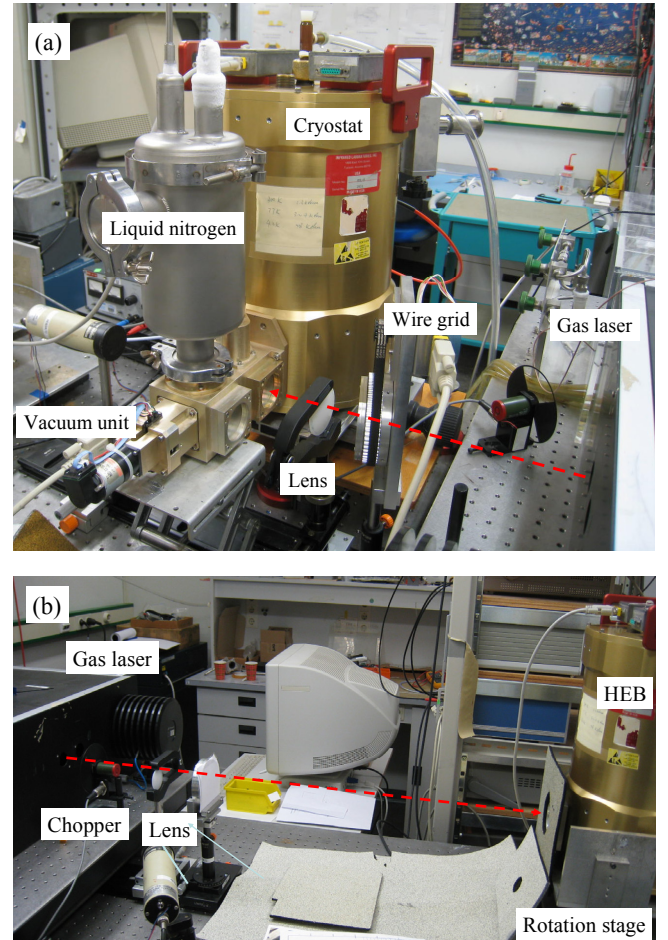 (a)
Cryostat
Liquid nitrogen
Wire grid
Gas laser
Vacuum unit
Lens
(b)
Gas laser
HEB
Chopper
Lens
Rotation stage